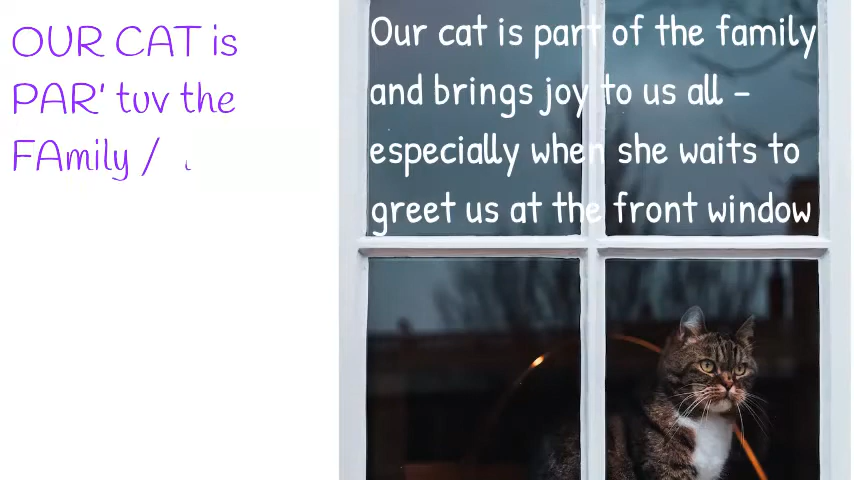 OUR CAT is
PAR' tuv the
FAmily /
Our cat is part of the family
and brings joy to us all –
especially when she waits to
greet us at the front window